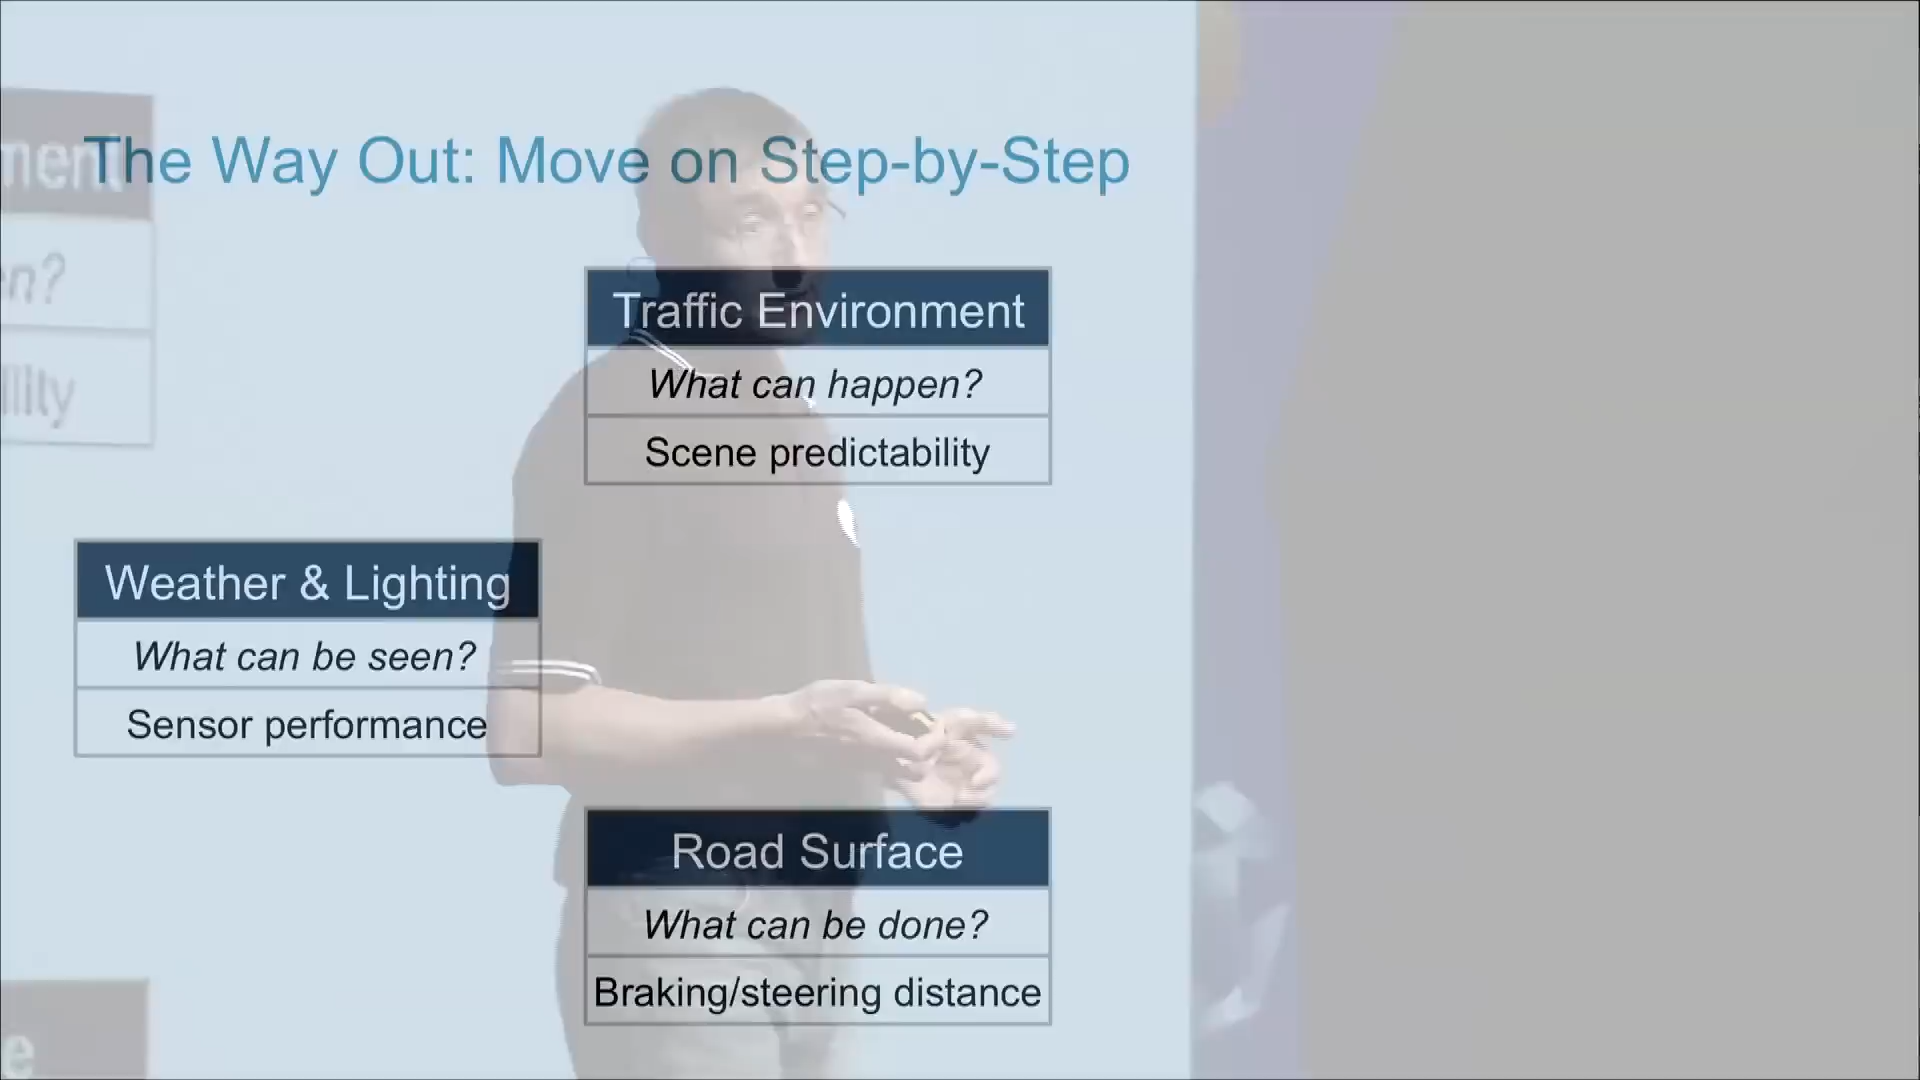 The Way Out: Move on Step-by-Step
Traffic Environment
What can happen?
Scene predictability
Weather & Lighting
What can be seen?
Sensor performance
Road Surface
What can be done?
Braking/steering distance